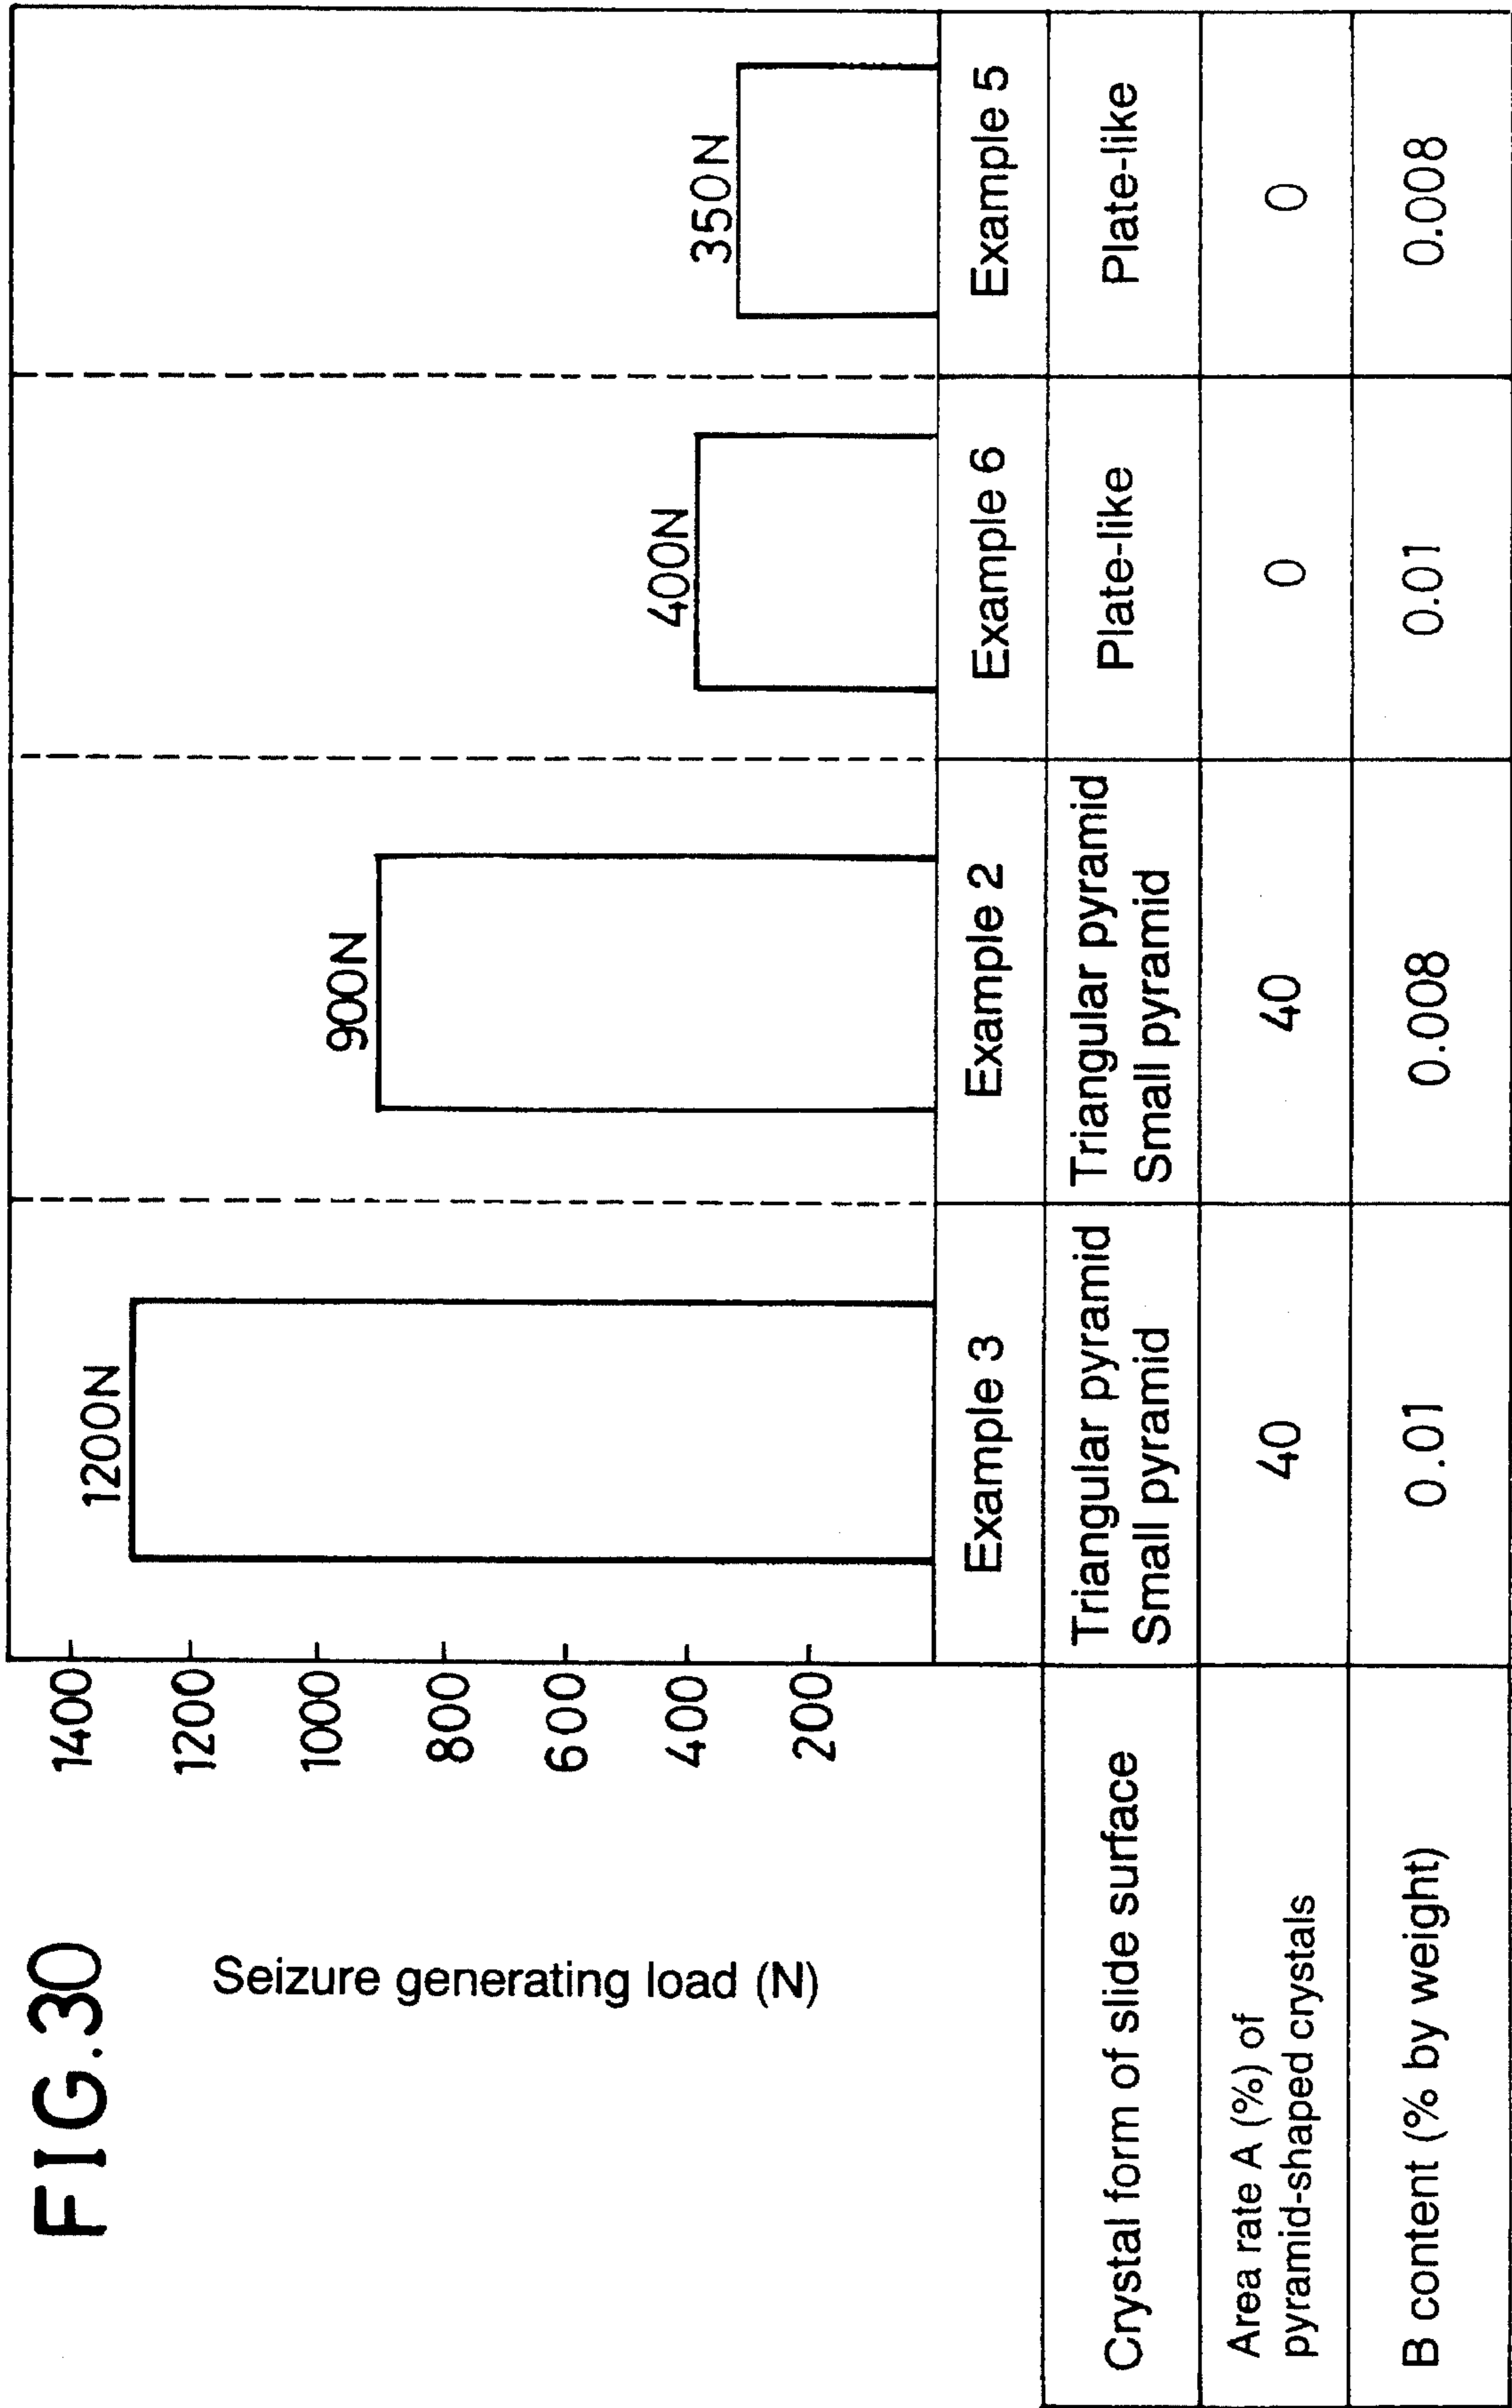 FIG.30
Seizure generating load (N)
1400
1200
1000
800
600
400
200
1200N
900N
400N
350N
Example 3
Example 2
Example 6
Example 5
Crystal form of slide surface
Triangular pyramid
Small pyramid
Triangular pyramid
Small pyramid
Plate-like
Plate-like
Area rate A (%) of
pyramid-shaped crystals
40
40
0
0
B content (% by weight)
0.01
0.008
0.01
0.008